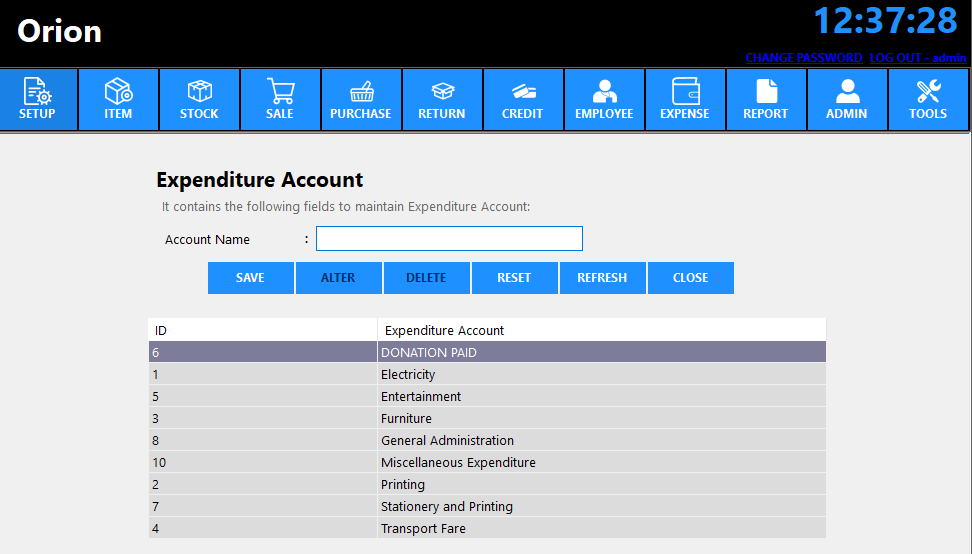 Orion
12:37:28
CHANGE PASSWORD LOG OUT - admin
SETUP ITEM STOCK SALE PURCHASE RETURN CREDIT EMPLOYEE EXPENSE REPORT ADMIN TOOLS
Expenditure Account
It contains the following fields to maintain Expenditure Account:
Account Name :
SAVE ALTER DELETE RESET REFRESH CLOSE
ID Expenditure Account
6 DONATION PAID
1 Electricity
5 Entertainment
3 Furniture
8 General Administration
10 Miscellaneous Expenditure
2 Printing
7 Stationery and Printing
4 Transport Fare